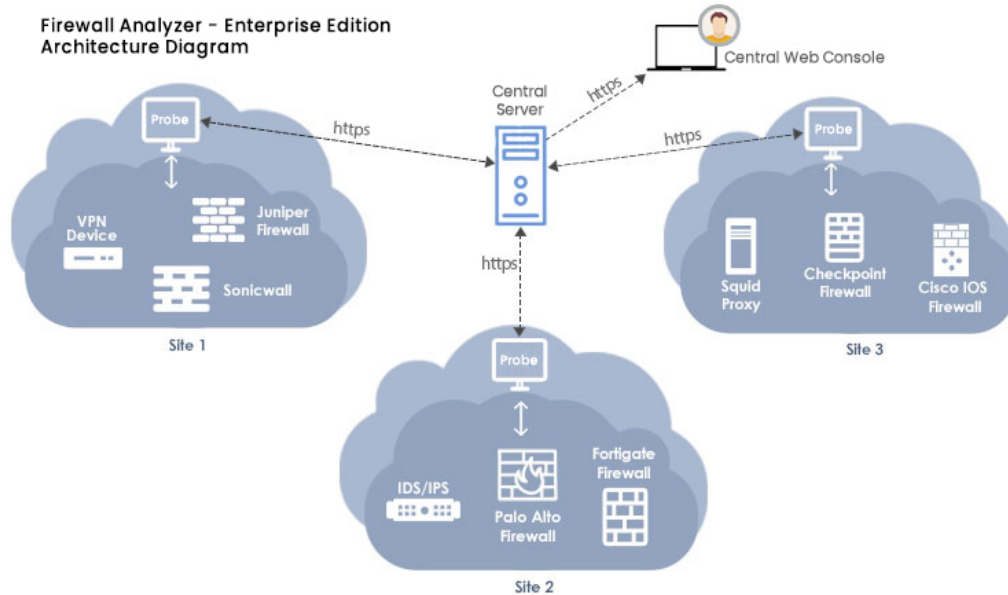 Firewall Analyzer - Enterprise Edition
Architecture Diagram
Central Web Console
Central
Server
https
https
https
https
Probe
VPN
Device
Juniper
Firewall
Sonicwall
Site 1
Probe
IDS/IPS
Palo Alto
Firewall
Fortigate
Firewall
Site 2
Probe
Squid
Proxy
Checkpoint
Firewall
Cisco IOS
Firewall
Site 3